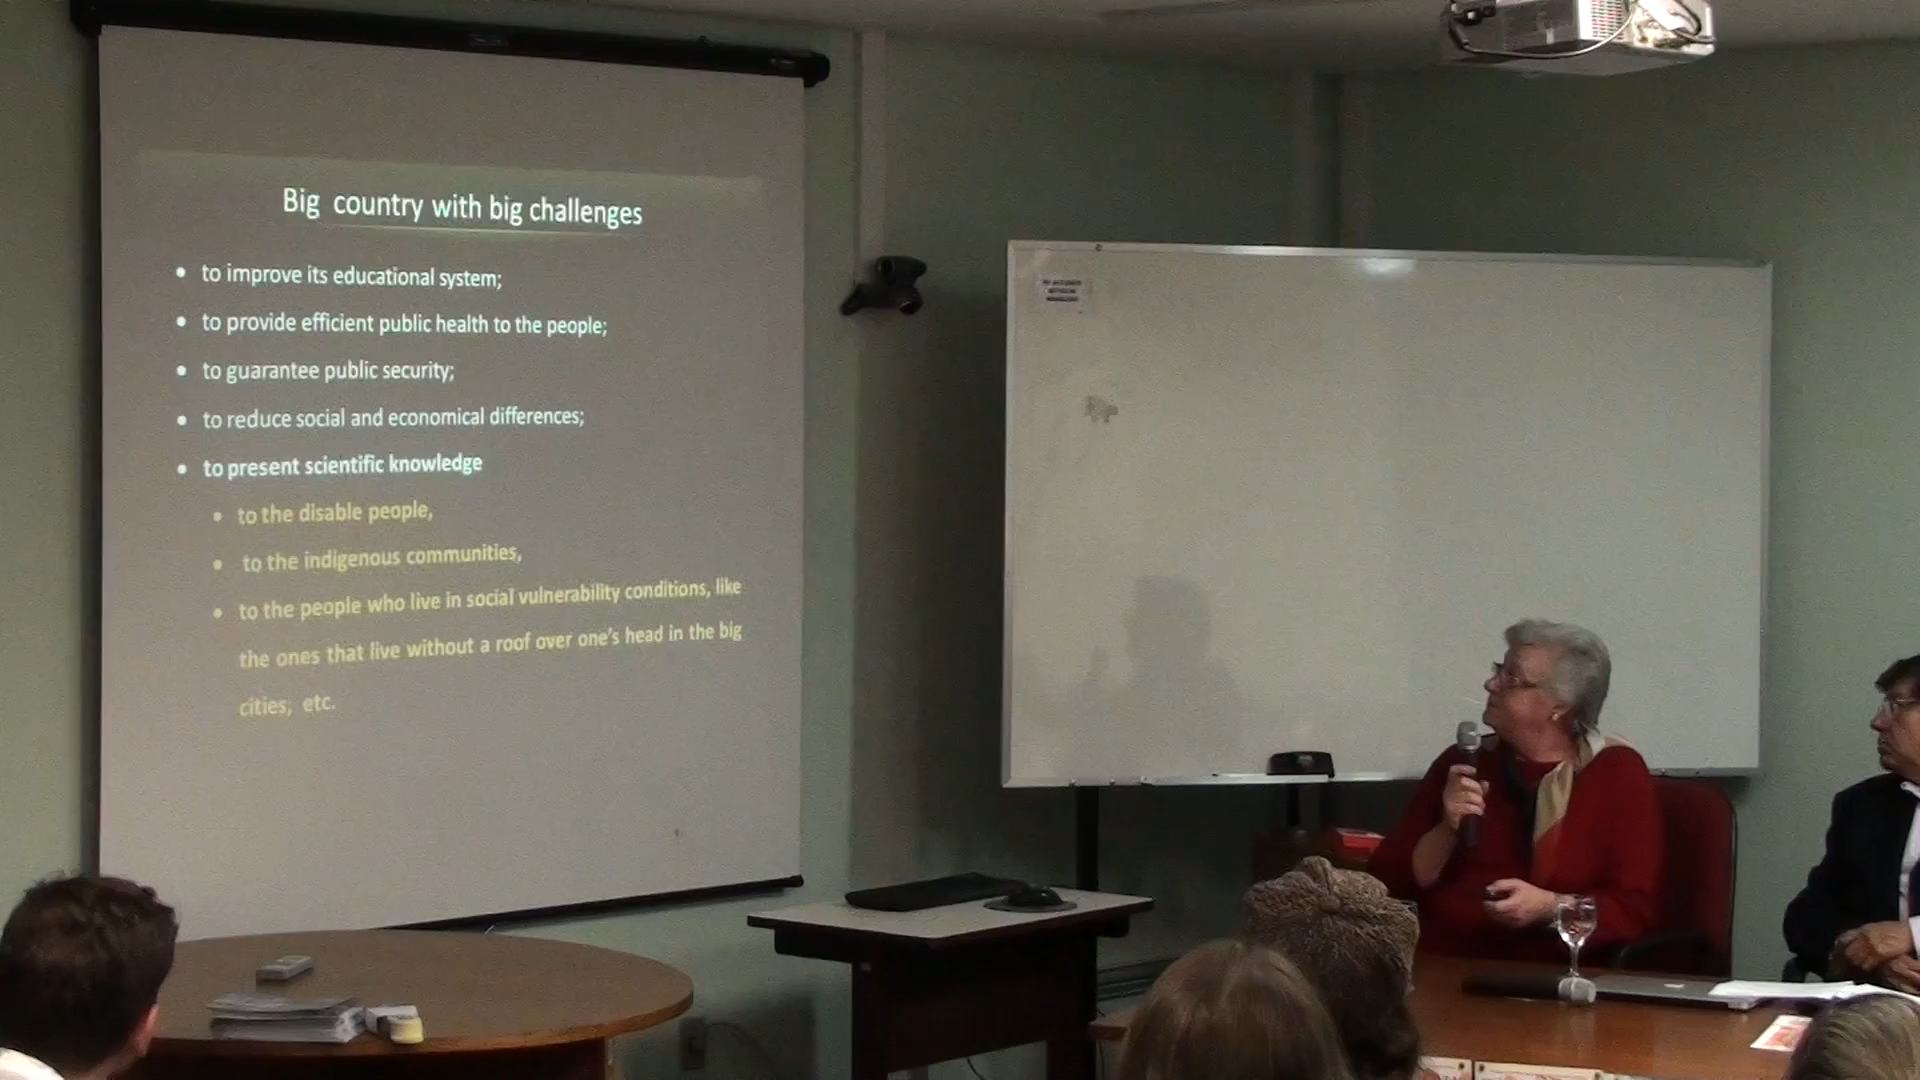 Big country with big challenges
• to improve its educational system;
• to provide efficient public health to the people;
• to guarantee public security;
• to reduce social and economical differences;
• to present scientific knowledge
• to the disable people,
• to the indigenous communities,
• to the people who live in social vulnerability conditions, like
the ones that live without a roof over one's head in the big
cities; etc.